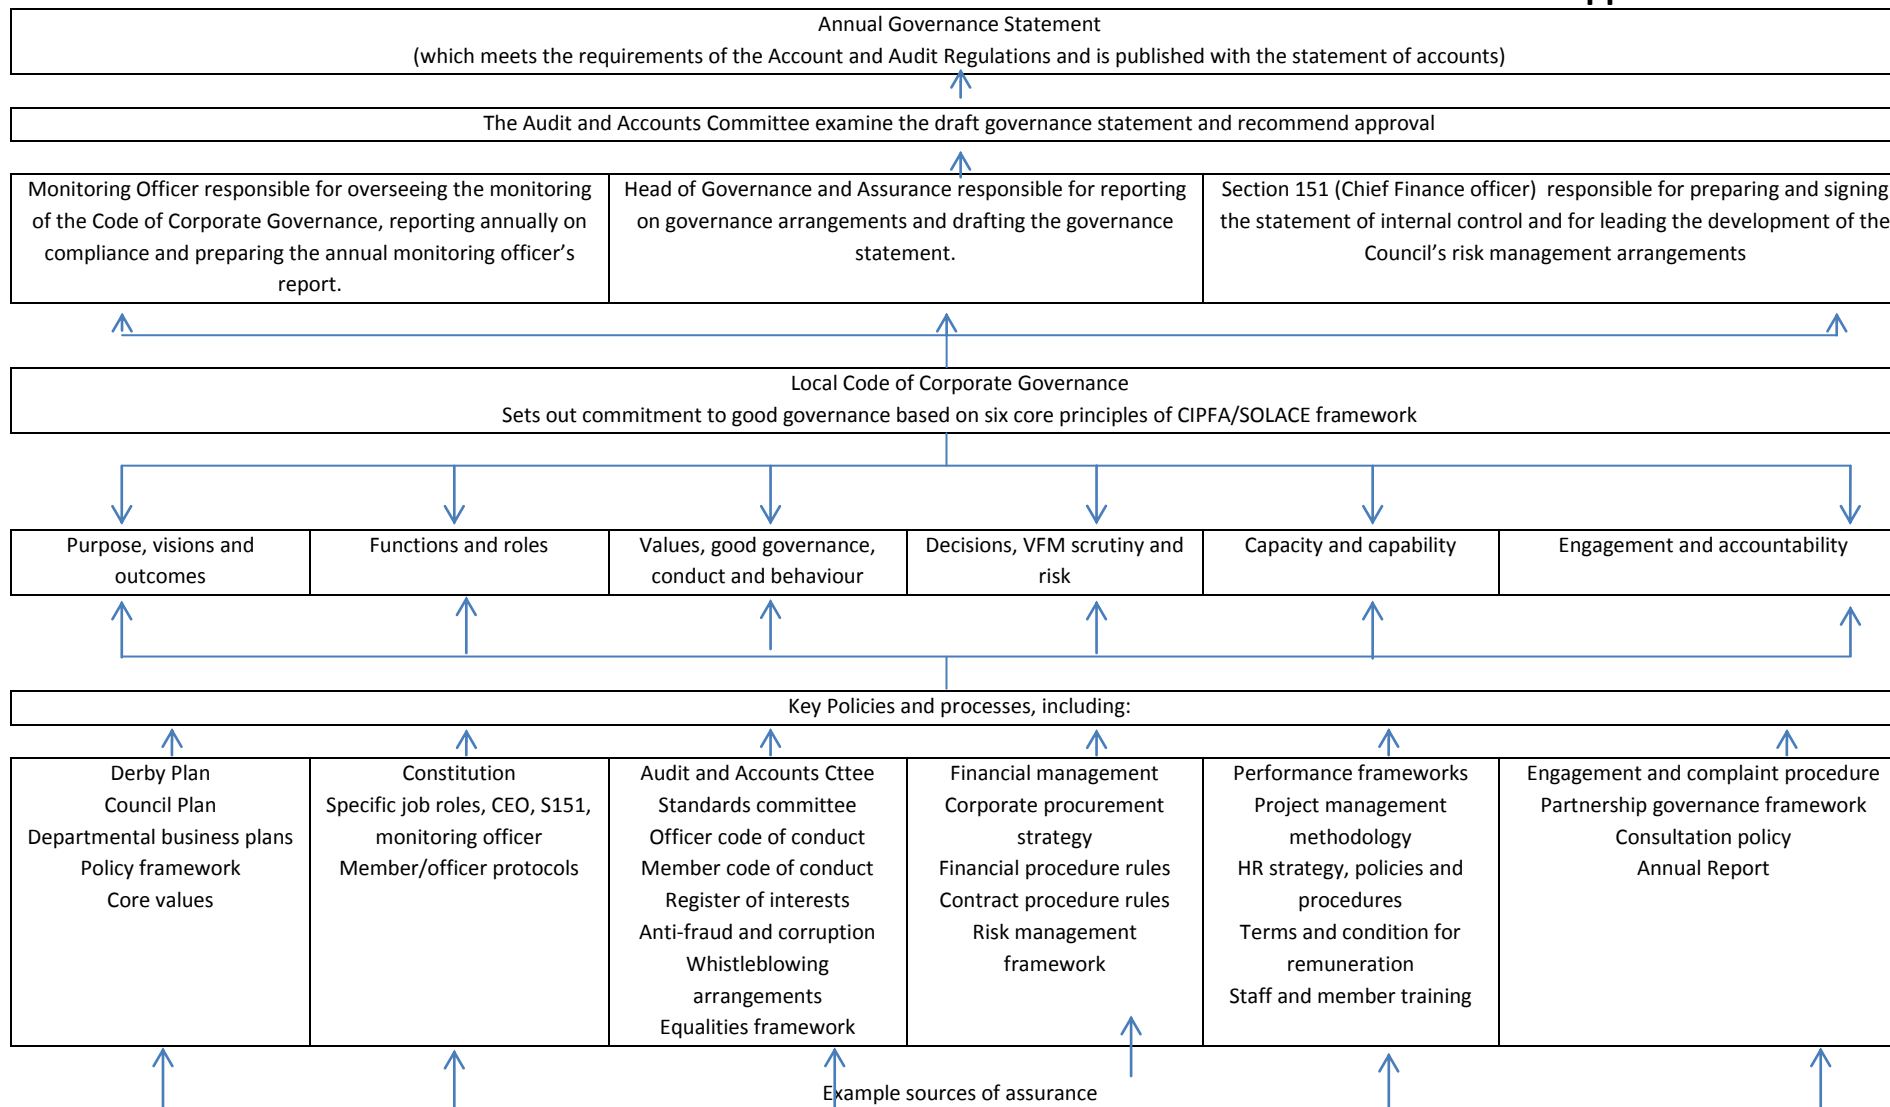 Annual Governance Statement
(which meets the requirements of the Account and Audit Regulations and is published with the statement of accounts)
The Audit and Accounts Committee examine the draft governance statement and recommend approval
Monitoring Officer responsible for overseeing the monitoring
of the Code of Corporate Governance, reporting annually on
compliance and preparing the annual monitoring officer’s
report.
Head of Governance and Assurance responsible for reporting
on governance arrangements and drafting the governance
statement.
Section 151 (Chief Finance officer) responsible for preparing and signing
the statement of internal control and for leading the development of the
Council’s risk management arrangements
Local Code of Corporate Governance
Sets out commitment to good governance based on six core principles of CIPFA/SOLACE framework
Purpose, visions and
outcomes
Functions and roles
Values, good governance,
conduct and behaviour
Decisions, VFM scrutiny and
risk
Capacity and capability
Engagement and accountability
Key Policies and processes, including:
Derby Plan
Council Plan
Departmental business plans
Policy framework
Core values
Constitution
Specific job roles, CEO, S151,
monitoring officer
Member/officer protocols
Audit and Accounts Cttee
Standards committee
Officer code of conduct
Member code of conduct
Register of interests
Anti-fraud and corruption
Whistleblowing
arrangements
Equalities framework
Financial management
Corporate procurement
strategy
Financial procedure rules
Contract procedure rules
Risk management
framework
Performance frameworks
Project management
methodology
HR strategy, policies and
procedures
Terms and condition for
remuneration
Staff and member training
Engagement and complaint procedure
Partnership governance framework
Consultation policy
Annual Report
Example sources of assurance